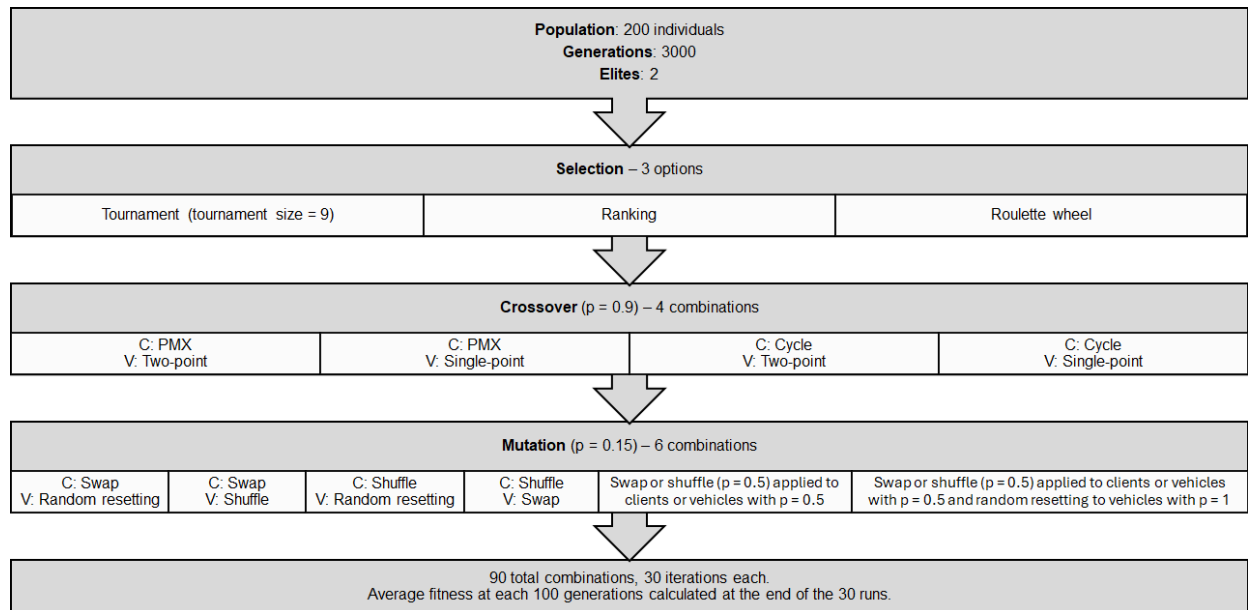 Population: 200 individuals
Generations: 3000
Elites: 2
Selection – 3 options
Tournament (tournament size = 9)
Ranking
Roulette wheel
Crossover (p = 0.9) – 4 combinations
C: PMX
V: Two-point
C: PMX
V: Single-point
C: Cycle
V: Two-point
C: Cycle
V: Single-point
Mutation (p = 0.15) – 6 combinations
C: Swap
V: Random resetting
C: Swap
V: Shuffle
C: Shuffle
V: Random resetting
C: Shuffle
V: Swap
Swap or shuffle (p = 0.5) applied to
clients or vehicles with p = 0.5
Swap or shuffle (p = 0.5) applied to clients or vehicles
with p = 0.5 and random resetting to vehicles with p = 1
90 total combinations, 30 iterations each.
Average fitness at each 100 generations calculated at the end of the 30 runs.